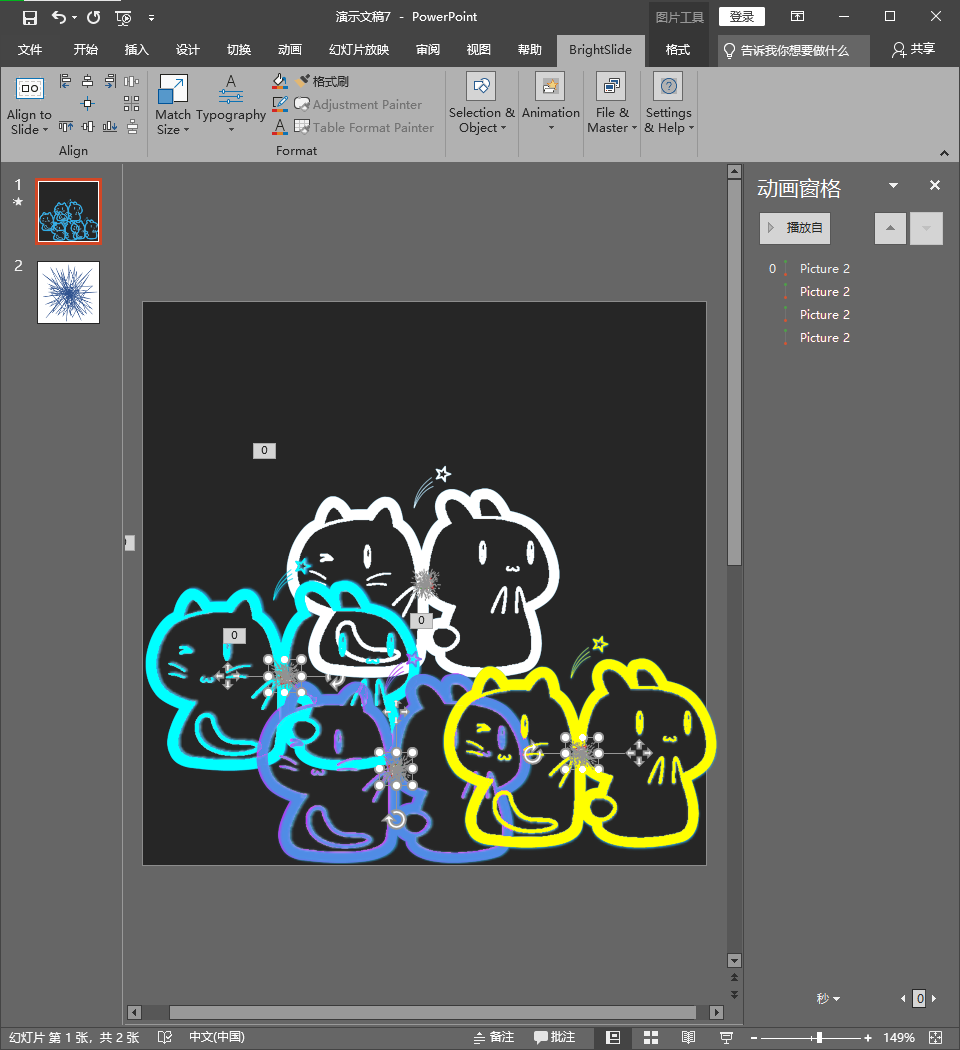 演示文稿7 - PowerPoint
图片工具
登录
文件 开始 插入 设计 切换 动画 幻灯片放映 审阅 视图 帮助 BrightSlide 格式 告诉我你想要做什么 共享
Align to
Slide
Align
Match
Size
Typography
格式刷
Adjustment Painter
Table Format Painter
Format
Selection &
Object
Animation
File &
Master
Settings
& Help
1
2
0
0
0
动画窗格
播放自
0 Picture 2
Picture 2
Picture 2
Picture 2
秒
0
幻灯片 第 1 张，共 2 张 中文(中国) 备注 批注 149%